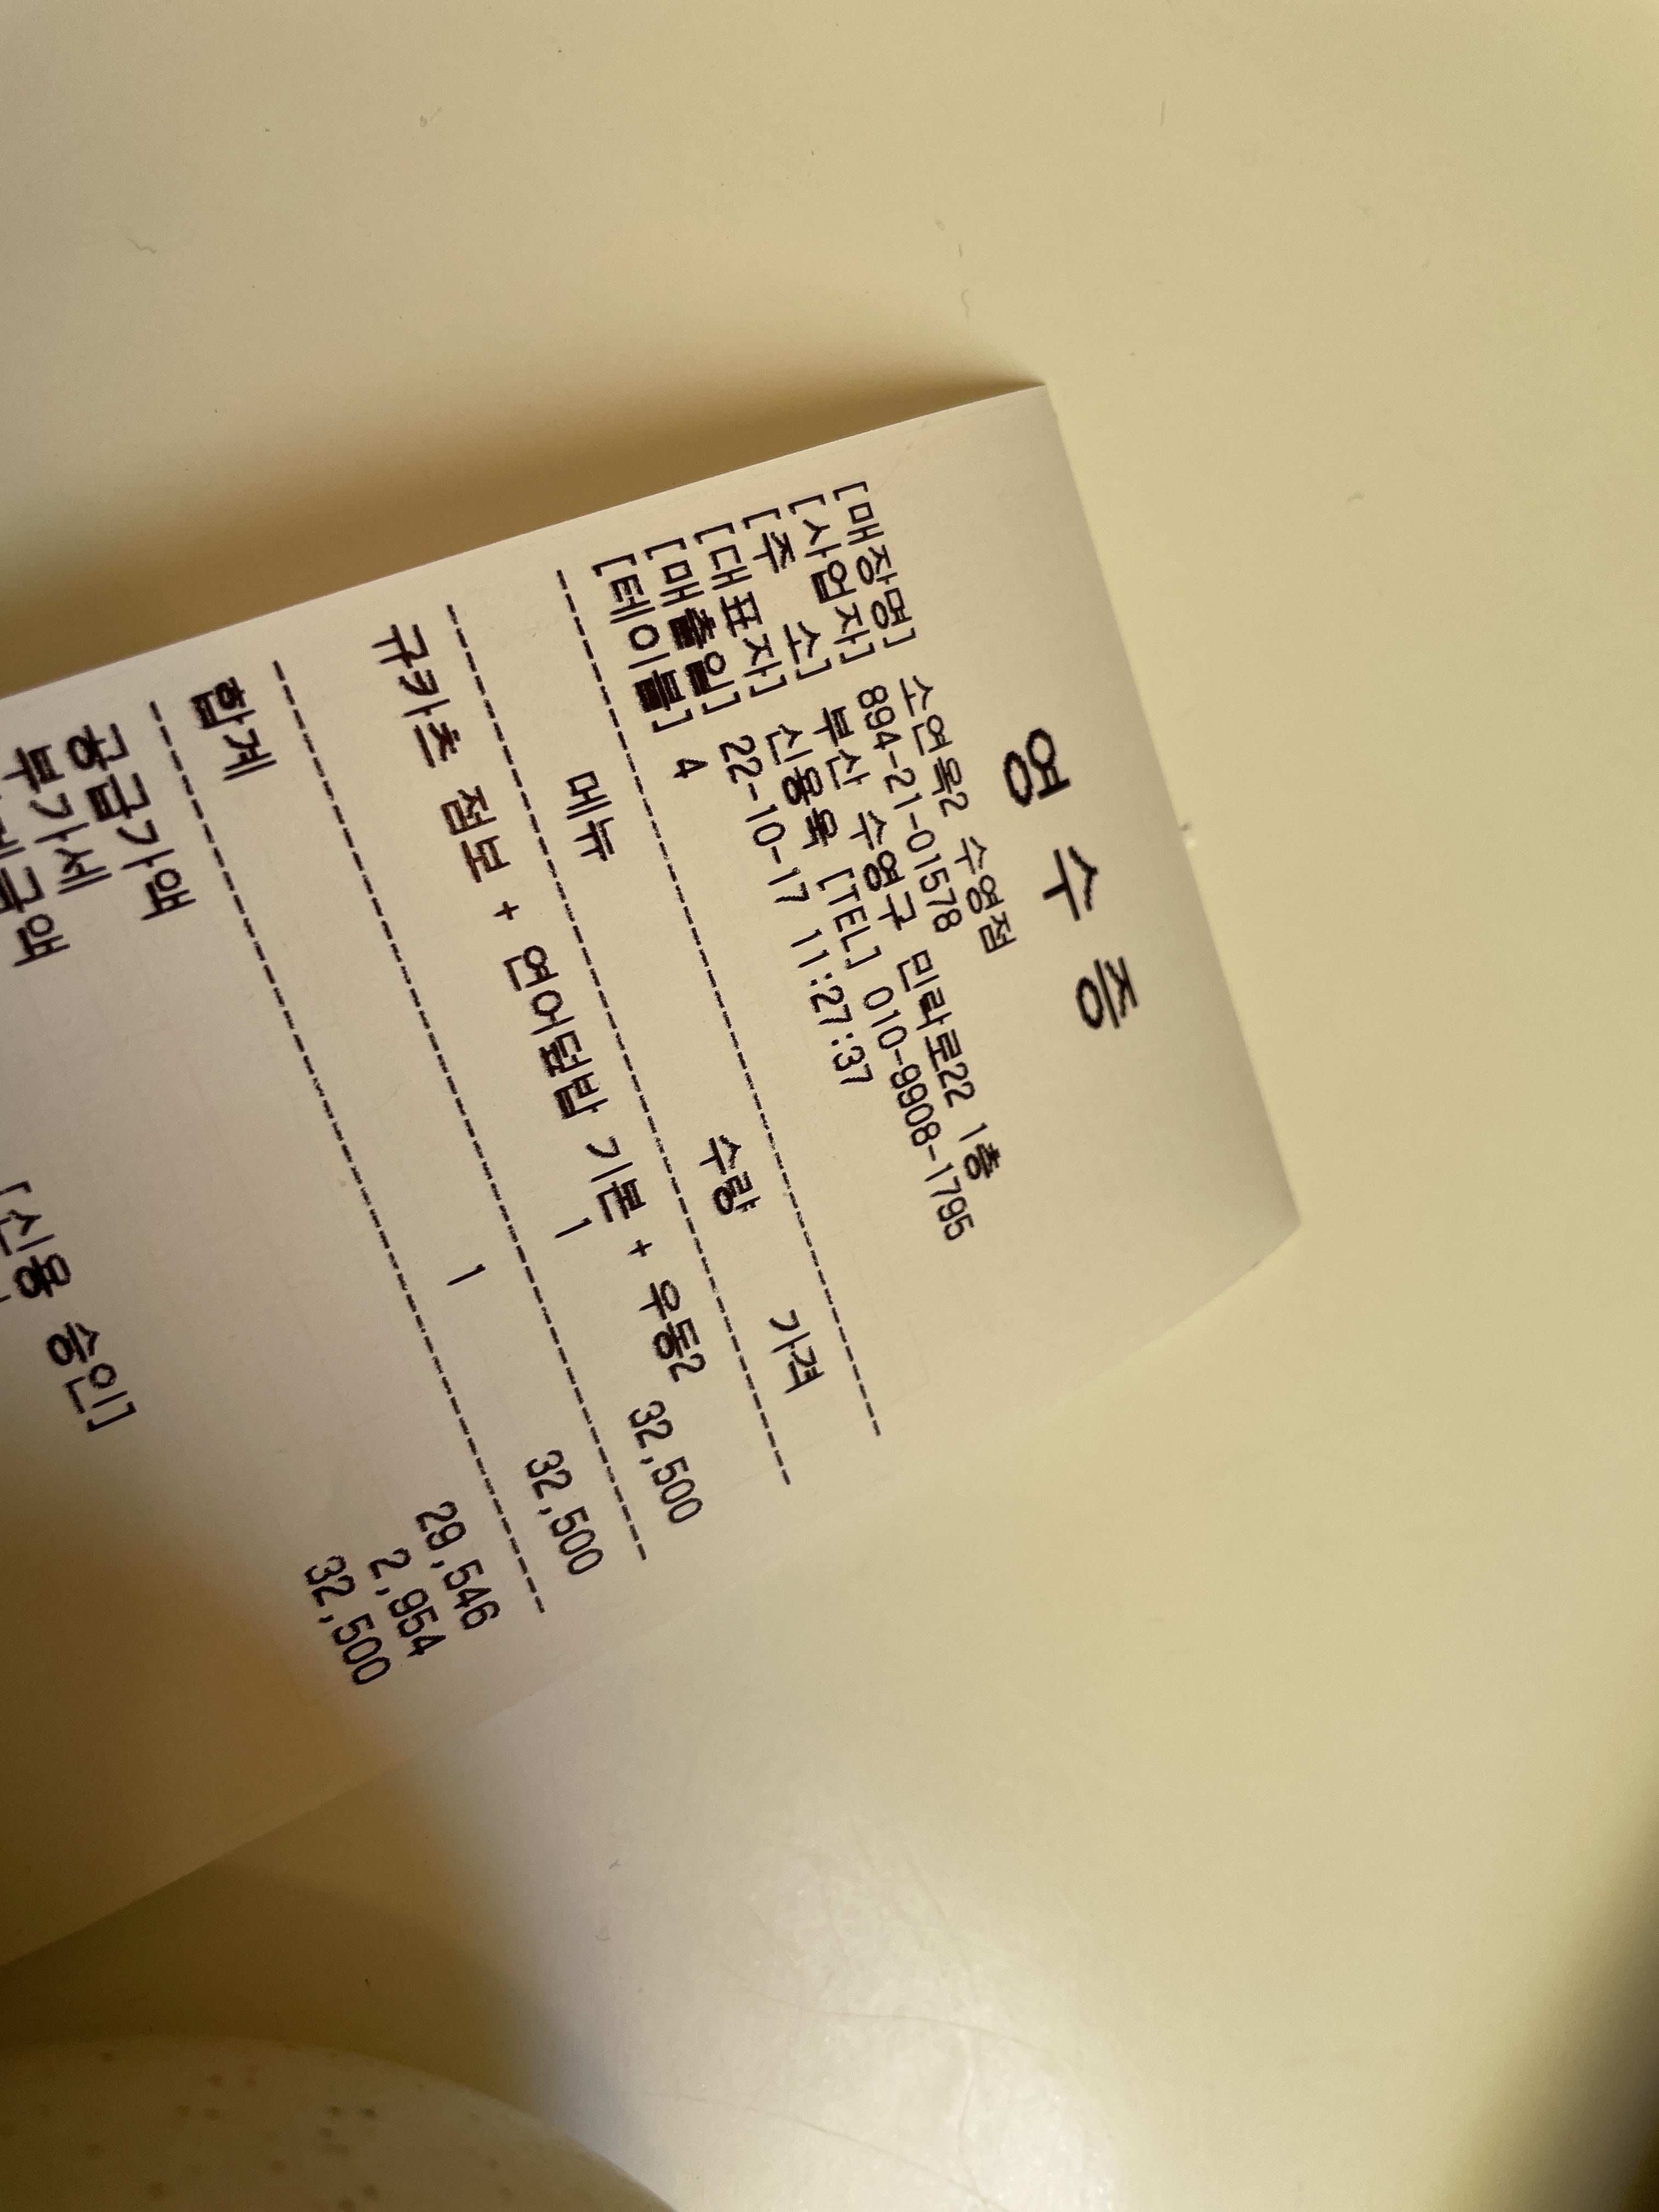 영 수 증
[매장명] 소연옥2 수영점
[사업자] 894-21-01578
[주 소] 부산 수영구 민락로22 1층
[대표자] 신용욱 [TEL] 010-9908-1795
[매출일] 22-10-17 11:27:37
[테이블] 4
메뉴 수량 가격
규카츠 점보 + 연어덮밥 기본 + 우동2
1 32,500
합계 1 32,500
공급가액 29,546
부가세 2,954
금액 32,500
[신용 승인]